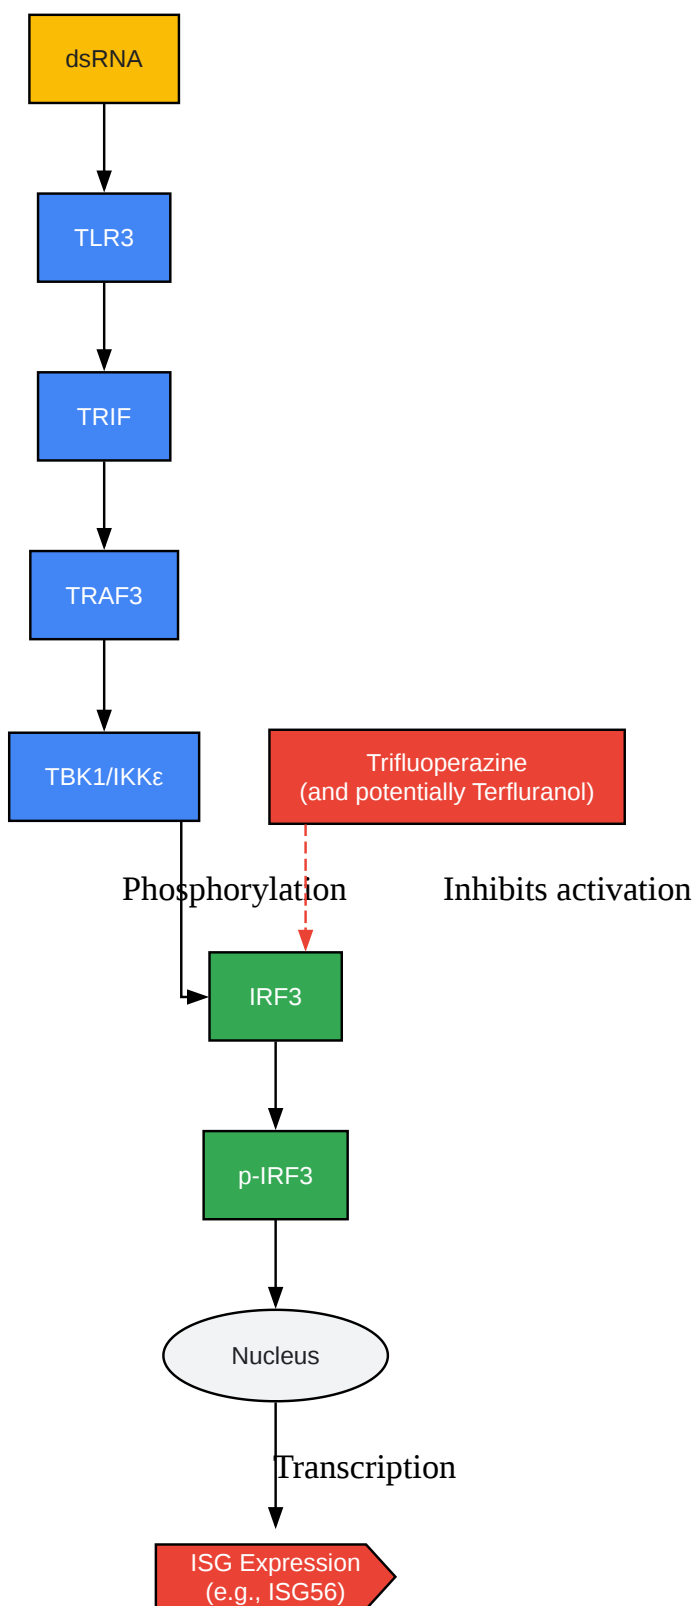 dsRNA
TLR3
TRIF
TRAF3
TBK1/IKKε
Trifluoperazine
(and potentially Terfluranol)
Phosphorylation
Inhibits activation
IRF3
p-IRF3
Nucleus
Transcription
ISG Expression
(e.g., ISG56)